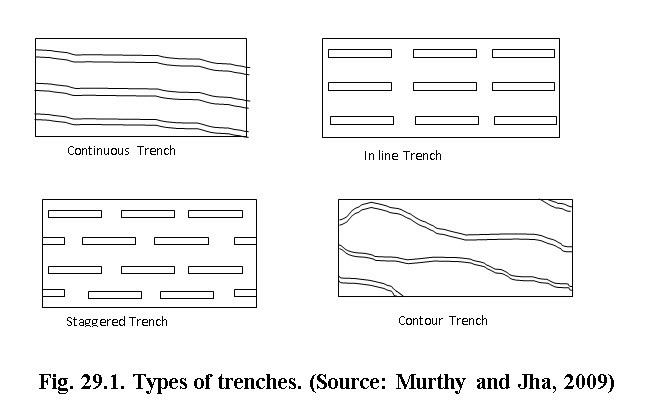 Continuous Trench
In line Trench
Staggered Trench
Contour Trench
Fig. 29.1. Types of trenches. (Source: Murthy and Jha, 2009)